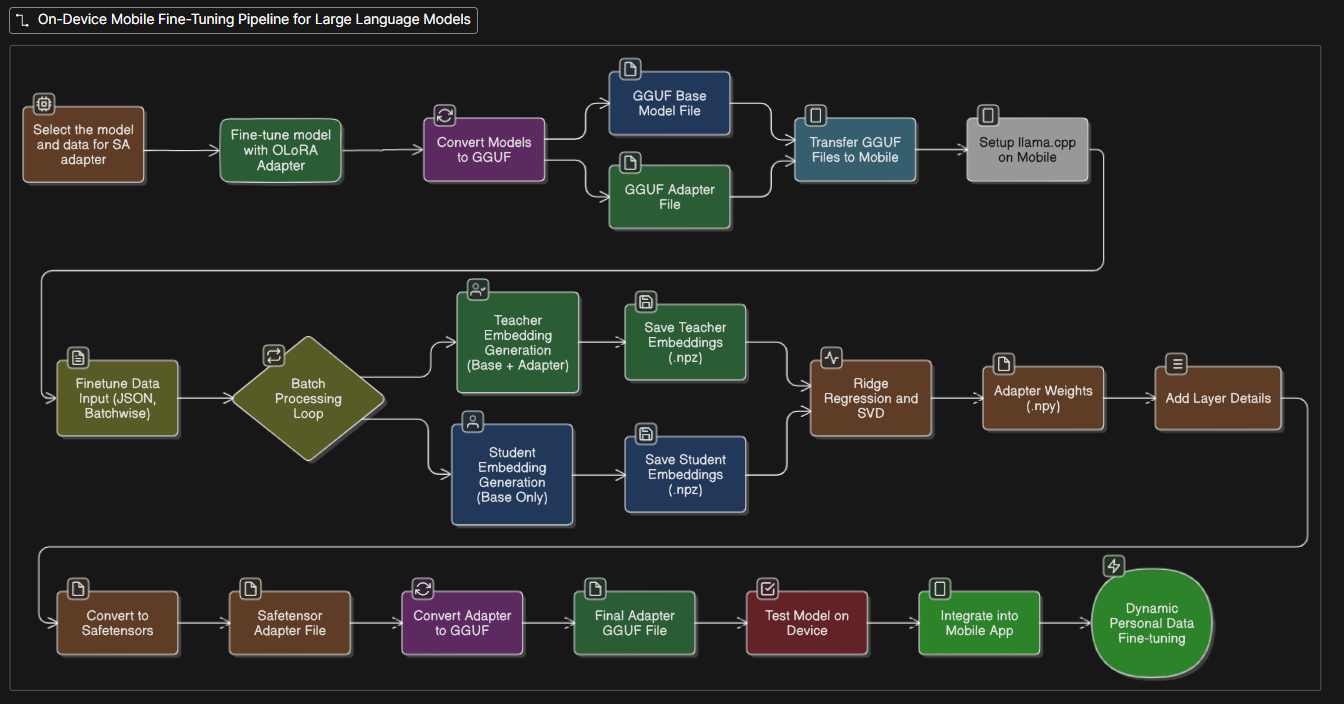 On-Device Mobile Fine-Tuning Pipeline for Large Language Models
Select the model
and data for SA
adapter
Fine-tune model
with OLoRA
Adapter
Convert Models
to GGUF
GGUF Base
Model File
GGUF Adapter
File
Transfer GGUF
Files to Mobile
Setup llama.cpp
on Mobile
Finetune Data
Input (JSON,
Batchwise)
Batch
Processing
Loop
Teacher
Embedding
Generation
(Base + Adapter)
Save Teacher
Embeddings
(.npz)
Student
Embedding
Generation
(Base Only)
Save Student
Embeddings
(.npz)
Ridge
Regression and
SVD
Adapter Weights
(.npy)
Add Layer Details
Convert to
Safetensors
Safetensor
Adapter File
Convert Adapter
to GGUF
Final Adapter
GGUF File
Test Model on
Device
Integrate into
Mobile App
Dynamic
Personal Data
Fine-tuning